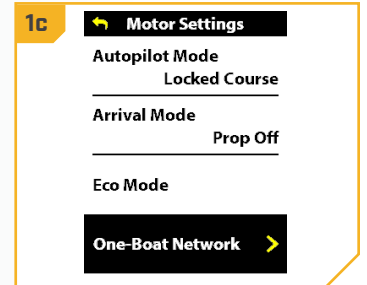 1c
Motor Settings
Autopilot Mode
Locked Course
Arrival Mode
Prop Off
Eco Mode
One-Boat Network